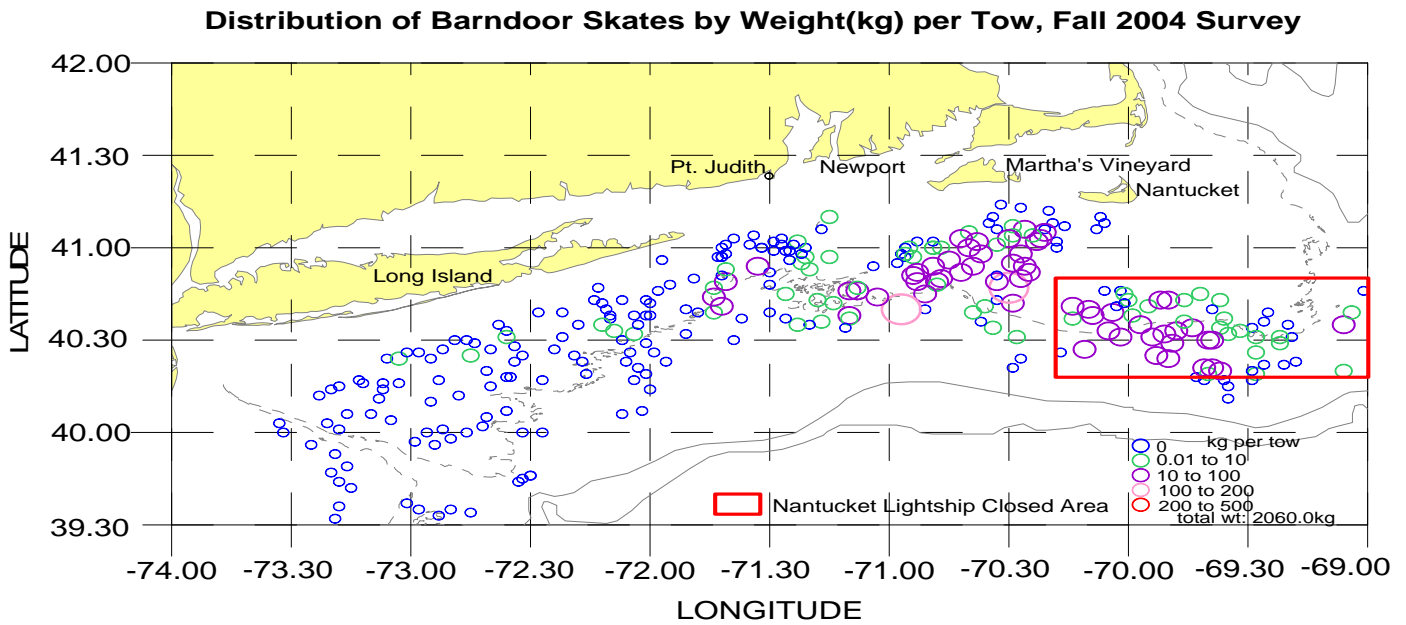 Distribution of Barndoor Skates by Weight(kg) per Tow, Fall 2004 Survey
42.00
41.30
41.00
40.30
40.00
39.30
LATITUDE
Pt. Judith
Newport
Martha's Vineyard
Nantucket
Long Island
kg per tow
0
0.01 to 10
10 to 100
100 to 200
200 to 500
total wt: 2060.0kg
Nantucket Lightship Closed Area
-74.00 -73.30 -73.00 -72.30 -72.00 -71.30 -71.00 -70.30 -70.00 -69.30 -69.00
LONGITUDE